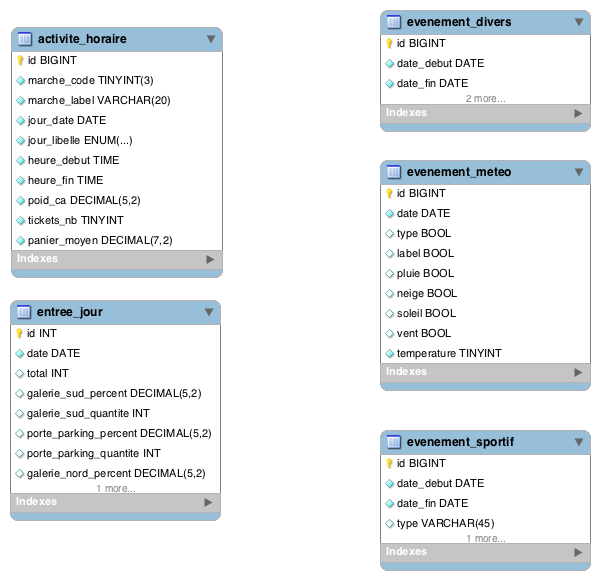 activite_horaire
id BIGINT
marche_code TINYINT(3)
marche_label VARCHAR(20)
jour_date DATE
jour_libelle ENUM(...)
heure_debut TIME
heure_fin TIME
poid_ca DECIMAL(5,2)
tickets_nb TINYINT
panier_moyen DECIMAL(7,2)
Indexes
entree_jour
id INT
date DATE
total INT
galerie_sud_percent DECIMAL(5,2)
galerie_sud_quantite INT
porte_parking_percent DECIMAL(5,2)
porte_parking_quantite INT
galerie_nord_percent DECIMAL(5,2)
1 more...
Indexes
evenement_divers
id BIGINT
date_debut DATE
date_fin DATE
2 more...
Indexes
evenement_meteo
id BIGINT
date DATE
type BOOL
label BOOL
pluie BOOL
neige BOOL
soleil BOOL
vent BOOL
temperature TINYINT
Indexes
evenement_sportif
id BIGINT
date_debut DATE
date_fin DATE
type VARCHAR(45)
1 more...
Indexes